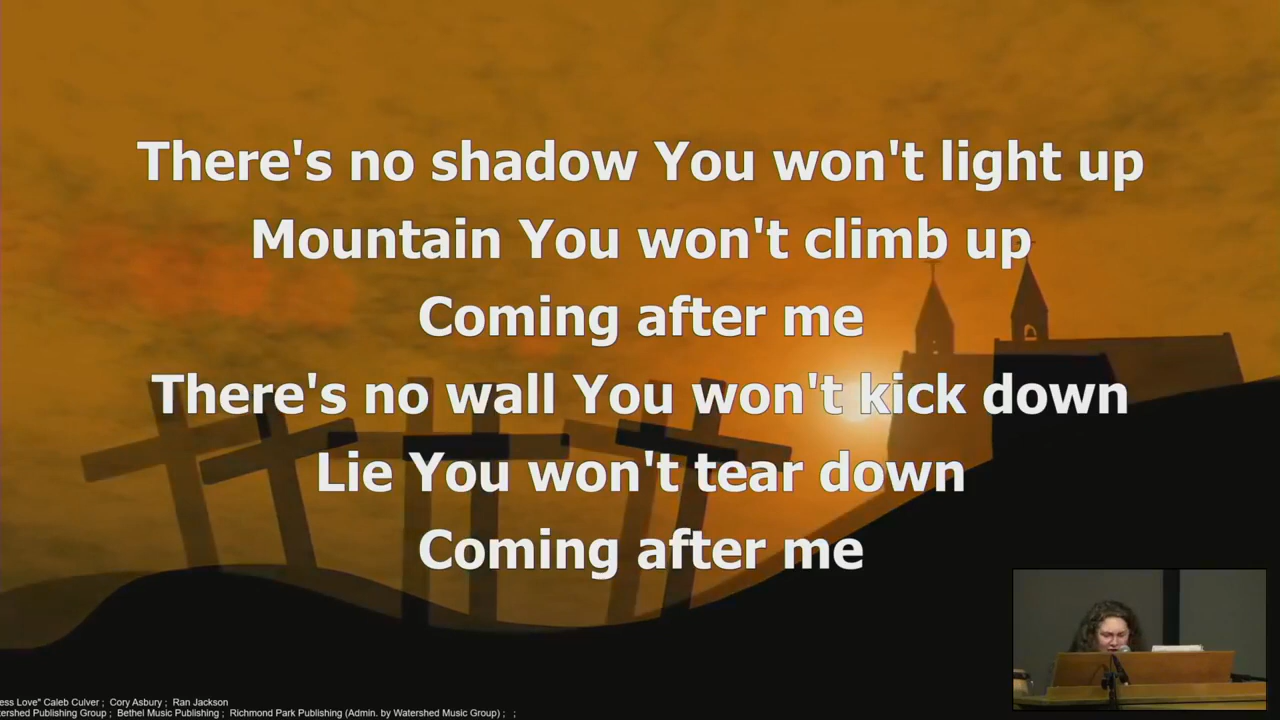 There's no shadow You won't light up
Mountain You won't climb up
Coming after me
There's no wall You won't kick down
Lie You won't tear down
Coming after me
ess Love" Caleb Culver ; Cory Asbury ; Ran Jackson
tershed Publishing Group ; Bethel Music Publishing ; Richmond Park Publishing (Admin. by Watershed Music Group) ; ;